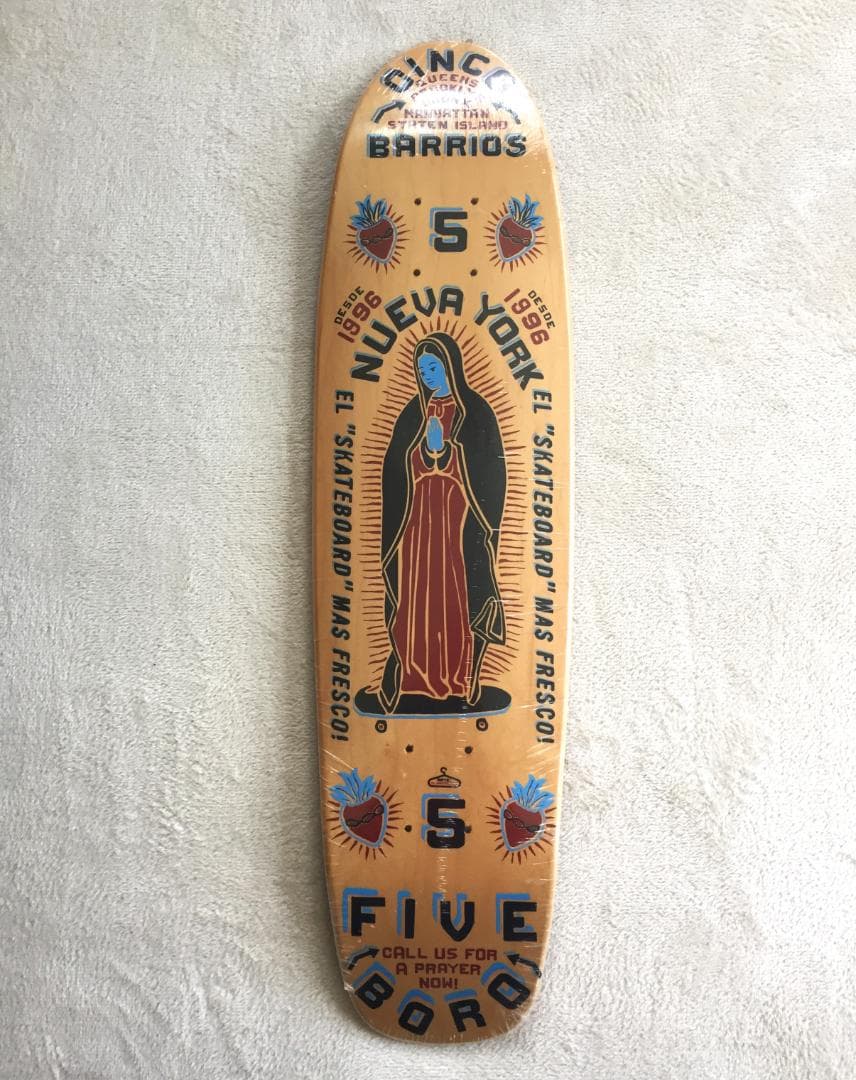 CINCO
QUEENS
BROOKLYN
MANHATTAN
STATEN ISLAND
BARRIOS
5
DESDE
1996
NUEVA YORK
DESDE
1996
EL "SKATEBOARD" MAS FRESCO!
EL "SKATEBOARD" MAS FRESCO!
5
FIVE
CALL US FOR
A PRAYER
NOW!
BORO